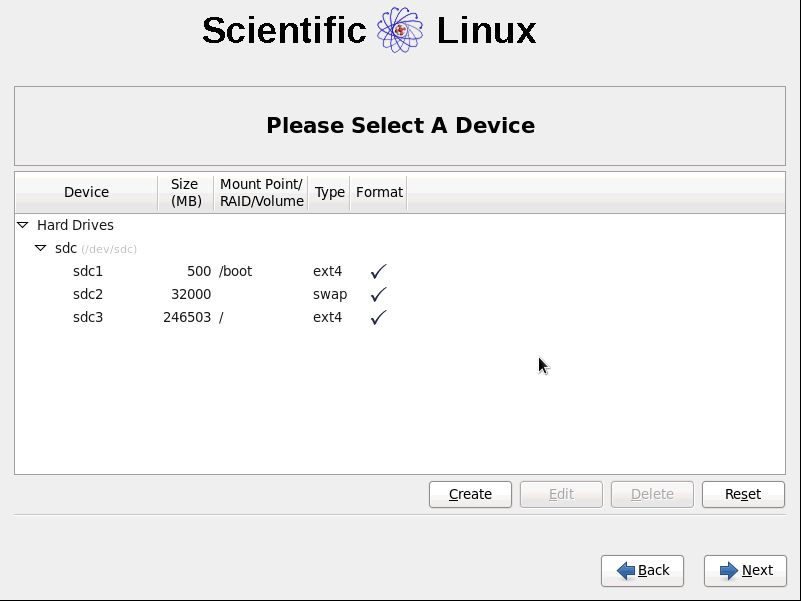 Scientific Linux
Please Select A Device
Device
Size
(MB)
Mount Point/
RAID/Volume
Type
Format
Hard Drives
sdc (/dev/sdc)
sdc1 500 /boot ext4
sdc2 32000 swap
sdc3 246503 / ext4
Create Edit Delete Reset
Back Next